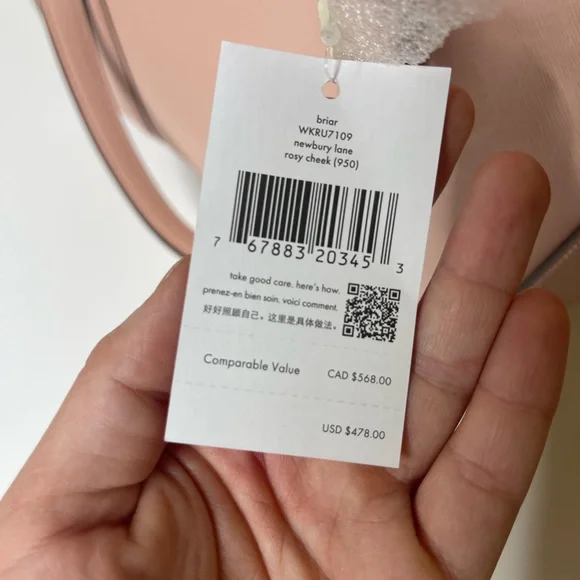 briar
WKRU7109
newbury lane
rosy cheek (950)
7 67883 20345 3
take good care. here's how.
prenez-en bien soin. voici comment.
好好照顾自己。这里是具体做法。
Comparable Value CAD $568.00
USD $478.00